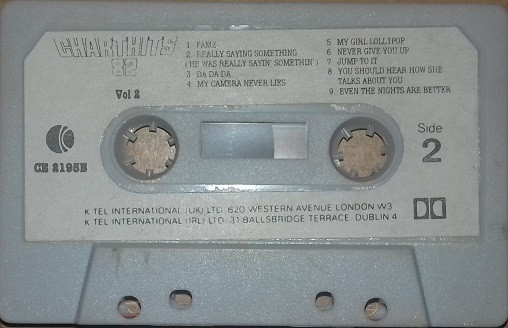 CHART HITS
82
Vol 2
1 FAME
2 REALLY SAYING SOMETHING
(HE WAS REALLY SAYIN' SOMETHIN')
3 DA DA DA
4 MY CAMERA NEVER LIES
5 MY GIRL LOLLIPOP
6 NEVER GIVE YOU UP
7 JUMP TO IT
8 YOU SHOULD HEAR HOW SHE
TALKS ABOUT YOU
9 EVEN THE NIGHTS ARE BETTER
K
CE 2195E
Side
2
K TEL INTERNATIONAL (UK) LTD. 620 WESTERN AVENUE LONDON W3
K TEL INTERNATIONAL (IRL) LTD. 31 BALLSBRIDGE TERRACE. DUBLIN 4